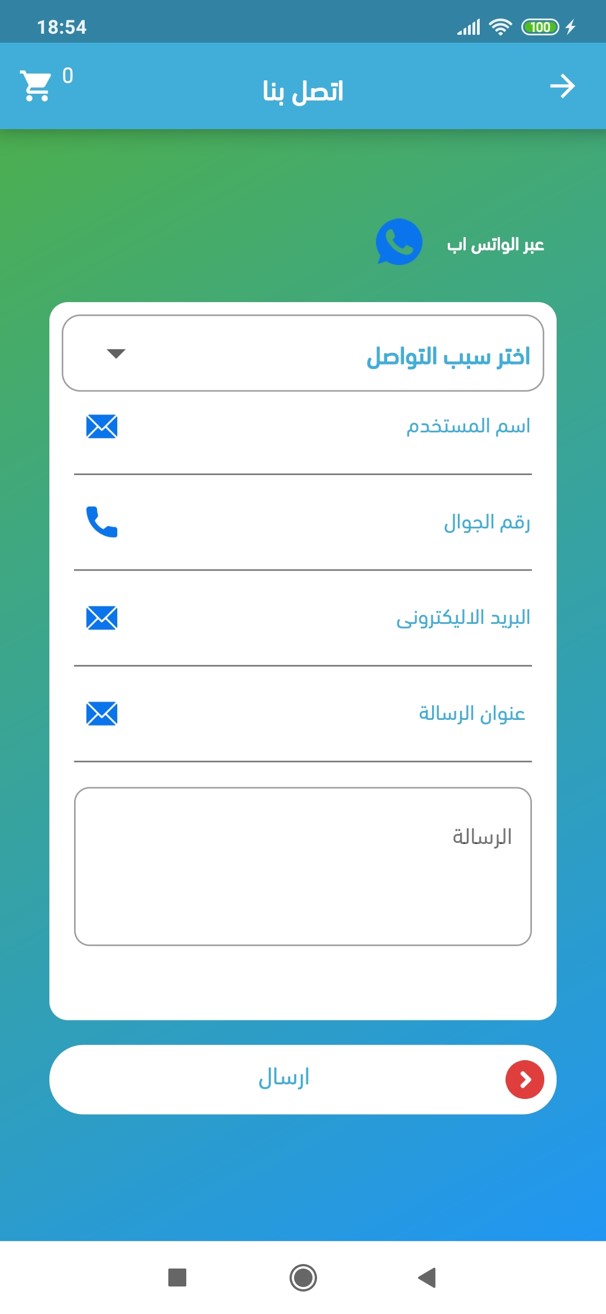 18:54
100
0
اتصل بنا
عبر الواتس اب
اختر سبب التواصل
اسم المستخدم
رقم الجوال
البريد الاليكترونى
عنوان الرسالة
الرسالة
ارسال